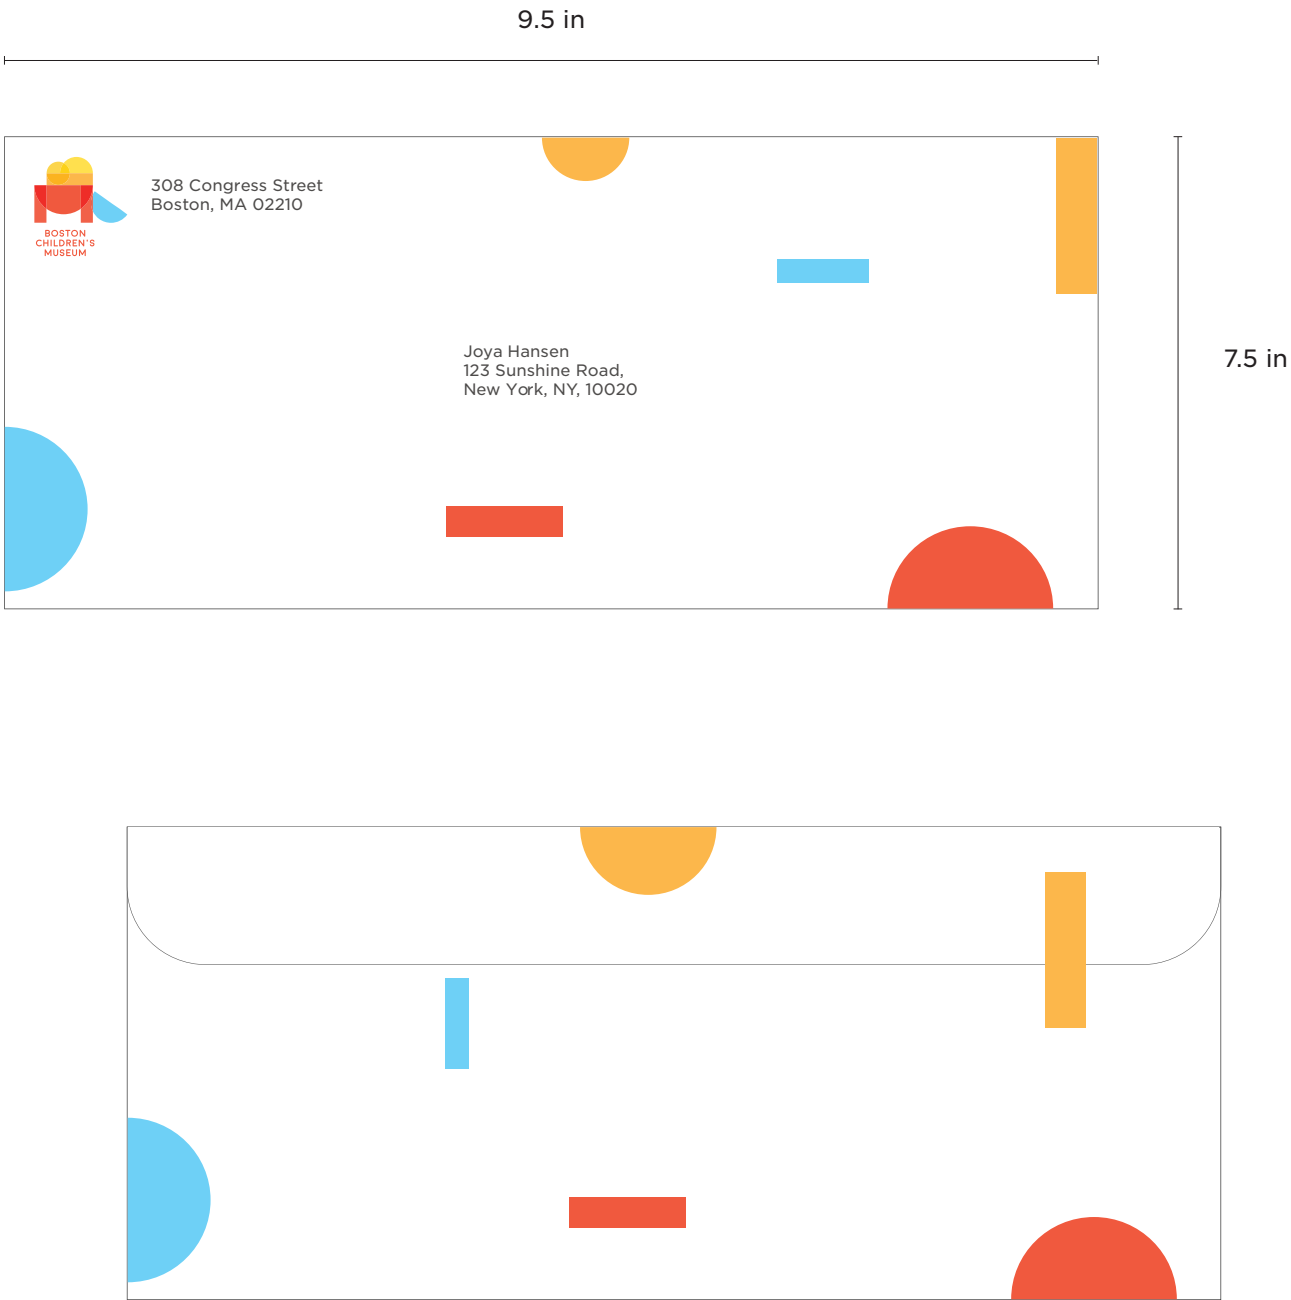 9.5 in
308 Congress Street
Boston, MA 02210
BOSTON
CHILDREN'S
MUSEUM
7.5 in
Joya Hansen
123 Sunshine Road,
New York, NY, 10020